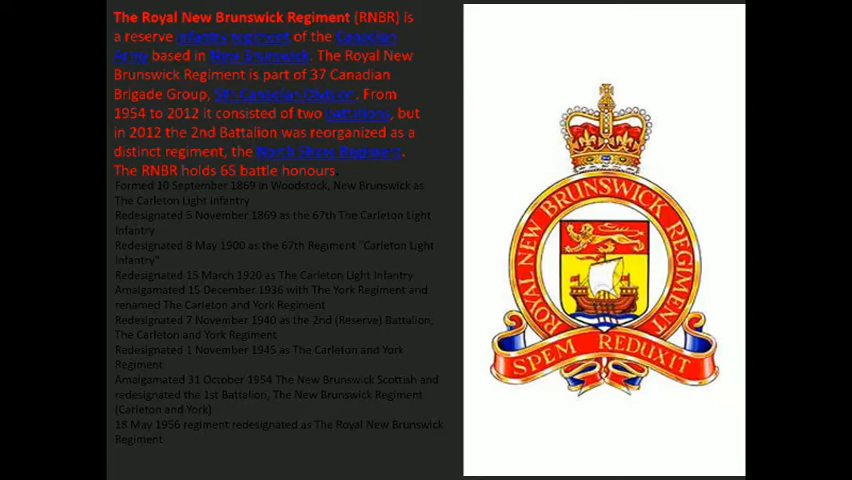 The Royal New Brunswick Regiment (RNBR) is
a reserve infantry regiment of the Canadian
Army based in New Brunswick. The Royal New
Brunswick Regiment is part of 37 Canadian
Brigade Group, 5th Canadian Division. From
1954 to 2012 it consisted of two battalions, but
in 2012 the 2nd Battalion was reorganized as a
distinct regiment, the North Shore Regiment.
The RNBR holds 65 battle honours.
Formed 10 September 1869 in Woodstock, New Brunswick as
The Carleton Light Infantry
Redesignated 5 November 1869 as the 67th The Carleton Light
Infantry
Redesignated 8 May 1900 as the 67th Regiment "Carleton Light
Infantry"
Redesignated 15 March 1920 as The Carleton Light Infantry
Amalgamated 15 December 1936 with The York Regiment and
renamed The Carleton and York Regiment
Redesignated 7 November 1940 as the 2nd (Reserve) Battalion,
The Carleton and York Regiment
Redesignated 1 November 1945 as The Carleton and York
Regiment
Amalgamated 31 October 1954 The New Brunswick Scottish and
redesignated the 1st Battalion, The New Brunswick Regiment
(Carleton and York)
18 May 1956 regiment redesignated as The Royal New Brunswick
Regiment
ROYAL NEW BRUNSWICK REGIMENT
SPEM REDUXIT